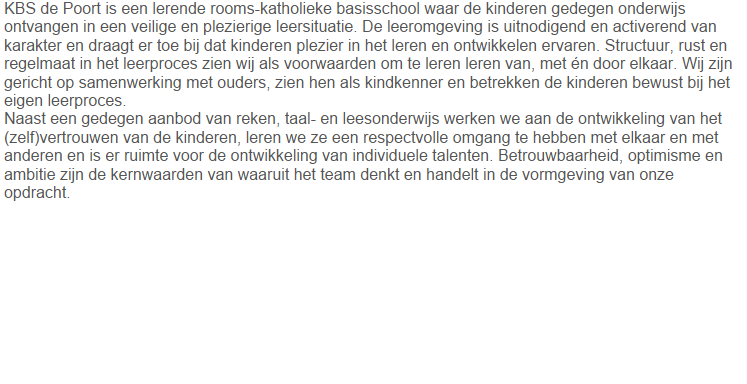 KBS de Poort is een lerende rooms-katholieke basisschool waar de kinderen gedegen onderwijs
ontvangen in een veilige en plezierige leersituatie. De leeromgeving is uitnodigend en activerend van
karakter en draagt er toe bij dat kinderen plezier in het leren en ontwikkelen ervaren. Structuur, rust en
regelmaat in het leerproces zien wij als voorwaarden om te leren leren van, met én door elkaar. Wij zijn
gericht op samenwerking met ouders, zien hen als kindkenner en betrekken de kinderen bewust bij het
eigen leerproces.
Naast een gedegen aanbod van reken, taal- en leesonderwijs werken we aan de ontwikkeling van het
(zelf)vertrouwen van de kinderen, leren we ze een respectvolle omgang te hebben met elkaar en met
anderen en is er ruimte voor de ontwikkeling van individuele talenten. Betrouwbaarheid, optimisme en
ambitie zijn de kernwaarden van waaruit het team denkt en handelt in de vormgeving van onze
opdracht.